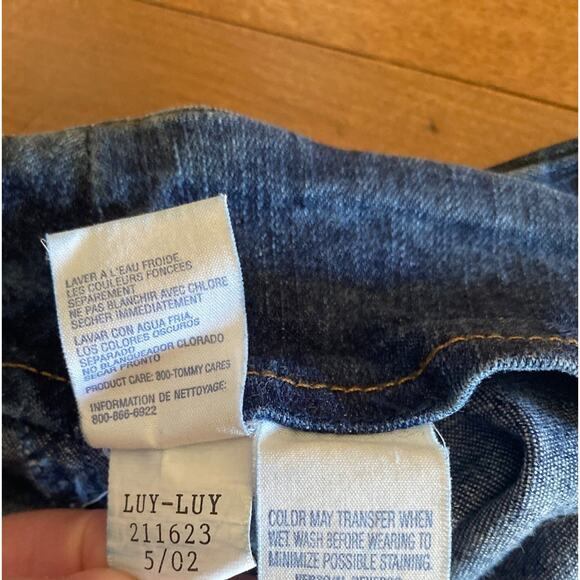 LAVER A L'EAU FROIDE
LES COULEURS FONCEES
SEPAREMENT
NE PAS BLANCHIR AVEC CHLORE
SECHER IMMEDIATEMENT
LAVAR CON AGUA FRIA,
LOS COLORES OSCUROS
SEPARADO
NO BLANQUEADOR CLORADO
SECAR PRONTO
PRODUCT CARE: 800-TOMMY CARES
INFORMATION DE NETTOYAGE:
800-866-6922
LUY-LUY
211623
5/02
COLOR MAY TRANSFER WHEN
WET WASH BEFORE WEARING TO
MINIMIZE POSSIBLE STAINING